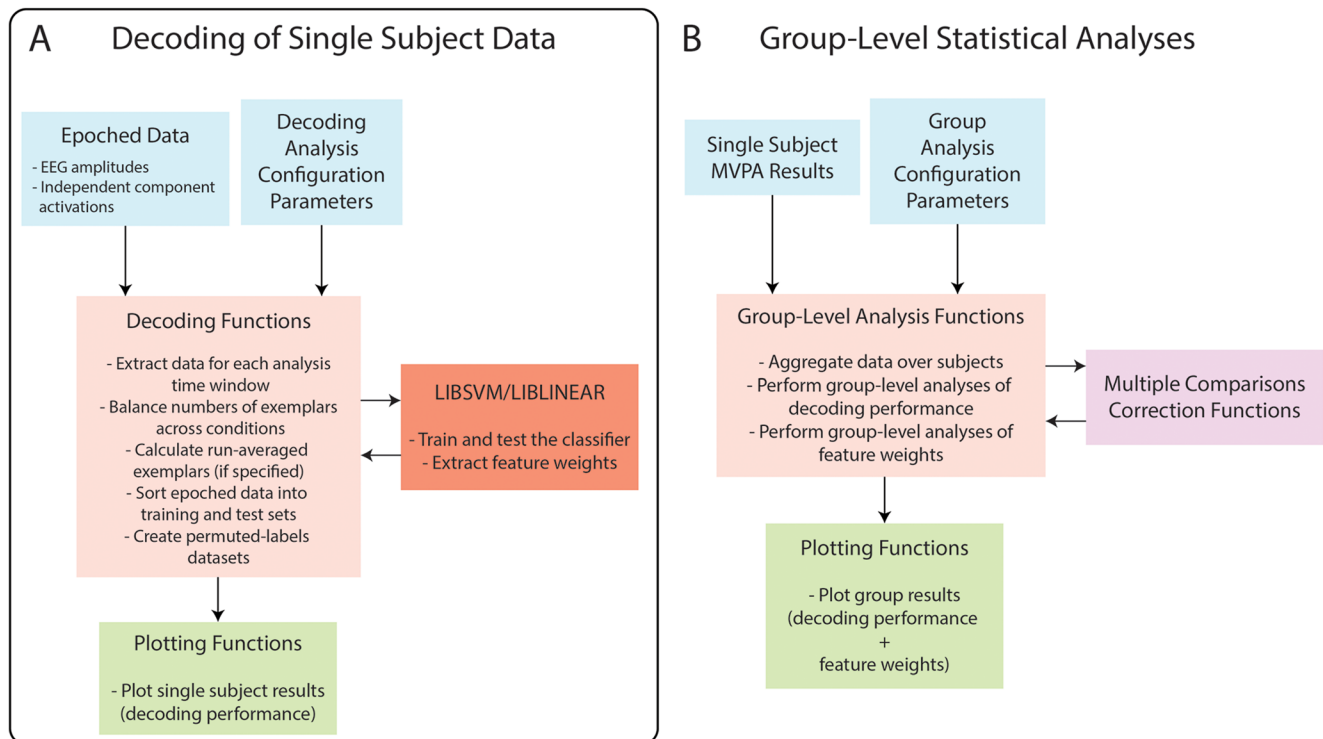 A
Decoding of Single Subject Data
Epoched Data
- EEG amplitudes
- Independent component
activations
Decoding
Analysis
Configuration
Parameters
Decoding Functions
- Extract data for each analysis
time window
- Balance numbers of exemplars
across conditions
- Calculate run-averaged
exemplars (if specified)
- Sort epoched data into
training and test sets
- Create permuted-labels
datasets
LIBSVM/LIBLINEAR
- Train and test the classifier
- Extract feature weights
Plotting Functions
- Plot single subject results
(decoding performance)
B
Group-Level Statistical Analyses
Single Subject
MVPA Results
Group
Analysis
Configuration
Parameters
Group-Level Analysis Functions
- Aggregate data over subjects
- Perform group-level analyses of
decoding performance
- Perform group-level analyses of
feature weights
Multiple Comparisons
Correction Functions
Plotting Functions
- Plot group results
(decoding performance
+
feature weights)